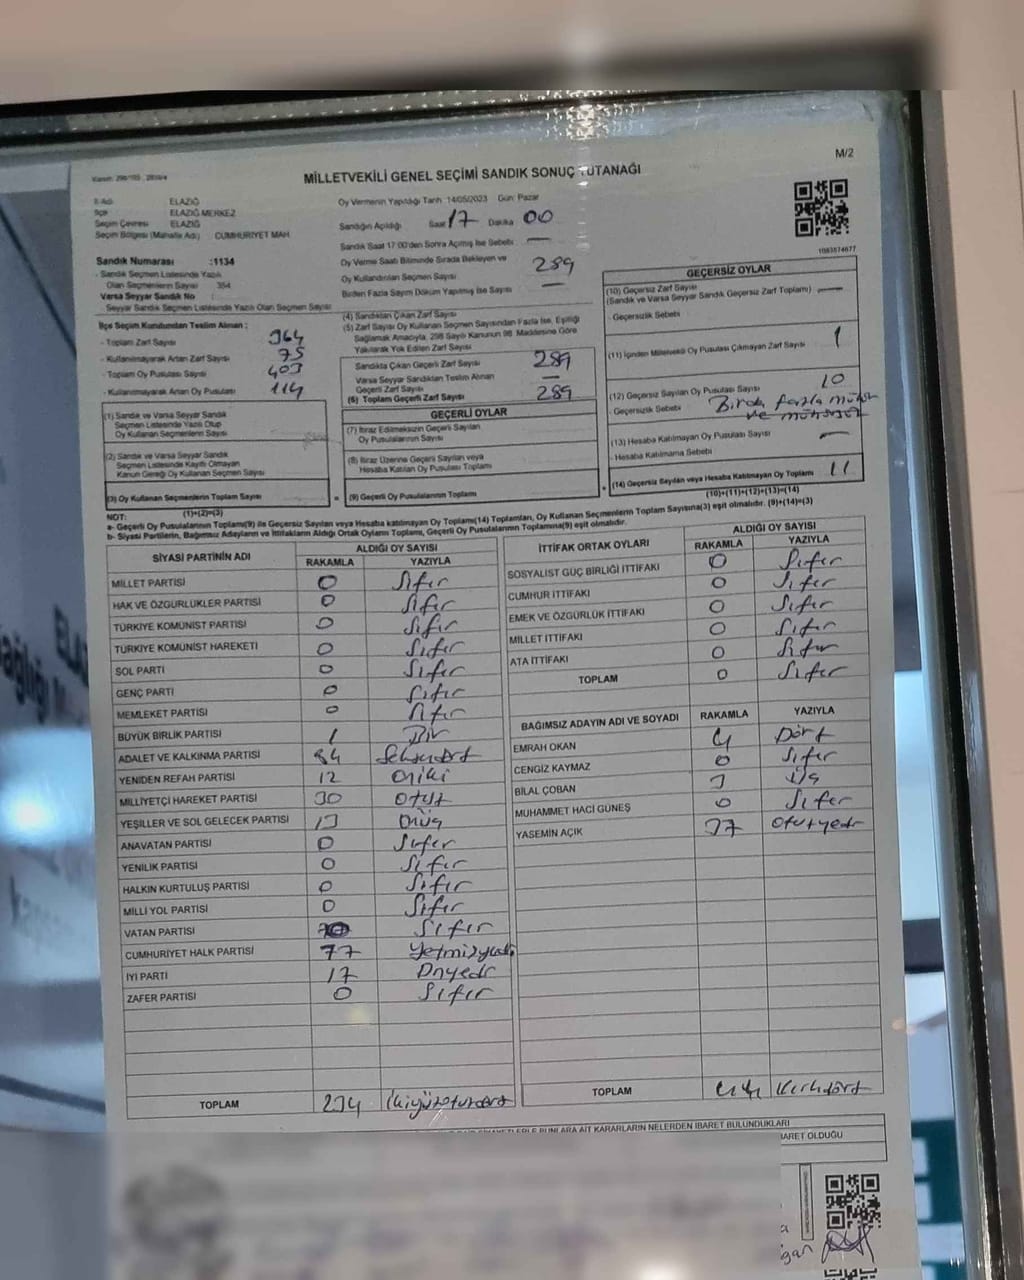 M/2
MİLLETVEKİLİ GENEL SEÇİMİ SANDIK SONUÇ TUTANAĞI
İl Adı ELAZIĞ
İlçe ELAZIĞ MERKEZ
Seçim Çevresi ELAZIĞ
Seçim Bölgesi (Mahalle Adı) CUMHURİYET MAH.
Sandık Numarası :1134
- Sandık Seçmen Listesinde Yazılı
Olan Seçmenlerin Sayısı 354
Varsa Seyyar Sandık No :
Seyyar Sandık Seçmen Listesinde Yazılı Olan Seçmen Sayısı
Oy Vermenin Yapıldığı Tarih 14/05/2023 Gün: Pazar
Sandığın Açıldığı Saat 17 Dakika 00
Sandık Saat 17:00'den Sonra Açılmış İse Sebebi : —
Oy Verme Saati Bitiminde Sırada Bekleyen ve
Oy Kullandırılan Seçmen Sayısı 289
Birden Fazla Sayım Döküm Yapılmış İse Sayısı —
1083874677
İlçe Seçim Kurulundan Teslim Alınan :
- Toplam Zarf Sayısı 364
- Kullanılmayarak Artan Zarf Sayısı 75
- Toplam Oy Pusulası Sayısı 403
- Kullanılmayarak Artan Oy Pusulası 114
(4) Sandıktan Çıkan Zarf Sayısı
(5) Zarf Sayısı Oy Kullanan Seçmen Sayısından Fazla İse, Eşitliği
Sağlamak Amacıyla, 298 Sayılı Kanunun 98. Maddesine Göre
Yakılarak Yok Edilen Zarf Sayısı
Sandıkta Çıkan Geçerli Zarf Sayısı 289
Varsa Seyyar Sandıktan Teslim Alınan
Geçerli Zarf Sayısı —
(6) Toplam Geçerli Zarf Sayısı 289
GEÇERSİZ OYLAR
(10) Geçersiz Zarf Sayısı
(Sandık ve Varsa Seyyar Sandık Geçersiz Zarf Toplamı) —
- Geçersizlik Sebebi
(11) İçinden Milletvekili Oy Pusulası Çıkmayan Zarf Sayısı 1
(12) Geçersiz Sayılan Oy Pusulası Sayısı 10
- Geçersizlik Sebebi Birden fazla mühür
ve mühürsüz
(13) Hesaba Katılmayan Oy Pusulası Sayısı —
- Hesaba Katılmama Sebebi
(14) Geçersiz Sayılan veya Hesaba Katılmayan Oy Toplamı 11
(10)+(11)+(12)+(13)=(14)
(1) Sandık ve Varsa Seyyar Sandık
Seçmen Listesinde Yazılı Olup
Oy Kullanan Seçmenlerin Sayısı
(2) Sandık ve Varsa Seyyar Sandık
Seçmen Listesinde Kayıtlı Olmayan
Kanun Gereği Oy Kullanan Seçmen Sayısı
(3) Oy Kullanan Seçmenlerin Toplam Sayısı
(1)+(2)=(3)
GEÇERLİ OYLAR
(7) İtiraz Edilmeksizin Geçerli Sayılan
Oy Pusulalarının Sayısı
(8) İtiraz Üzerine Geçerli Sayılan veya
Hesaba Katılan Oy Pusulası Toplamı
(9) Geçerli Oy Pusulalarının Toplamı
NOT:
a- Geçerli Oy Pusulaları Toplamı(9) ile Geçersiz Sayılan veya Hesaba katılmayan Oy Toplamı(14) Toplamları, Oy Kullanan Seçmenlerin Toplam Sayısına(3) eşit olmalıdır. (9)+(14)=(3)
b- Siyasi Partilerin, Bağımsız Adayların ve İttifakların Aldığı Ortak Oyların Toplamı, Geçerli Oy Pusulalarının Toplamına(9) eşit olmalıdır.
SİYASİ PARTİNİN ADI ALDIĞI OY SAYISI
RAKAMLA YAZIYLA
MİLLET PARTİSİ 0 Sıfır
HAK VE ÖZGÜRLÜKLER PARTİSİ 0 Sıfır
TÜRKİYE KOMÜNİST PARTİSİ 0 Sıfır
TÜRKİYE KOMÜNİST HAREKETİ 0 Sıfır
SOL PARTİ 0 Sıfır
GENÇ PARTİ 0 Sıfır
MEMLEKET PARTİSİ 0 Sıfır
BÜYÜK BİRLİK PARTİSİ 1 Bir
ADALET VE KALKINMA PARTİSİ 84 Seksendört
YENİDEN REFAH PARTİSİ 12 Oniki
MİLLİYETÇİ HAREKET PARTİSİ 30 Otuz
YEŞİLLER VE SOL GELECEK PARTİSİ 13 Onüç
ANAVATAN PARTİSİ 0 Sıfır
YENİLİK PARTİSİ 0 Sıfır
HALKIN KURTULUŞ PARTİSİ 0 Sıfır
MİLLİ YOL PARTİSİ 0 Sıfır
VATAN PARTİSİ Sıfır
CUMHURİYET HALK PARTİSİ 77 Yetmişyedi
İYİ PARTİ 17 Onyedi
ZAFER PARTİSİ 0 Sıfır
TOPLAM 234 İkiyüzotuzdört
İTTİFAK ORTAK OYLARI ALDIĞI OY SAYISI
RAKAMLA YAZIYLA
SOSYALİST GÜÇ BİRLİĞİ İTTİFAKI 0 Sıfır
CUMHUR İTTİFAKI 0 Sıfır
EMEK VE ÖZGÜRLÜK İTTİFAKI 0 Sıfır
MİLLET İTTİFAKI 0 Sıfır
ATA İTTİFAKI 0 Sıfır
TOPLAM 0 Sıfır
BAĞIMSIZ ADAYIN ADI VE SOYADI RAKAMLA YAZIYLA
EMRAH OKAN 4 Dört
CENGİZ KAYMAZ 0 Sıfır
BİLAL ÇOBAN 3 Üç
MUHAMMET HACI GÜNEŞ 0 Sıfır
YASEMİN AÇIK 37 Otuzyedi
TOPLAM 44 Kırkdört
BUNLARA AİT KARARLARIN NELERDEN İBARET BULUNDUKLARI
İBARET OLDUĞU